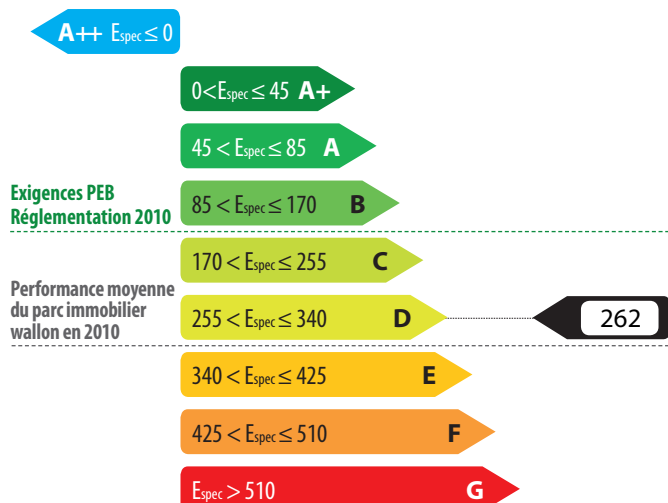 A++ Espec ≤ 0
0<Espec ≤ 45 A+
45 < Espec ≤ 85 A
Exigences PEB
Réglementation 2010
85 < Espec ≤ 170 B
170 < Espec ≤ 255 C
Performance moyenne
du parc immobilier
wallon en 2010
255 < Espec ≤ 340 D
262
340 < Espec ≤ 425 E
425 < Espec ≤ 510 F
Espec > 510 G